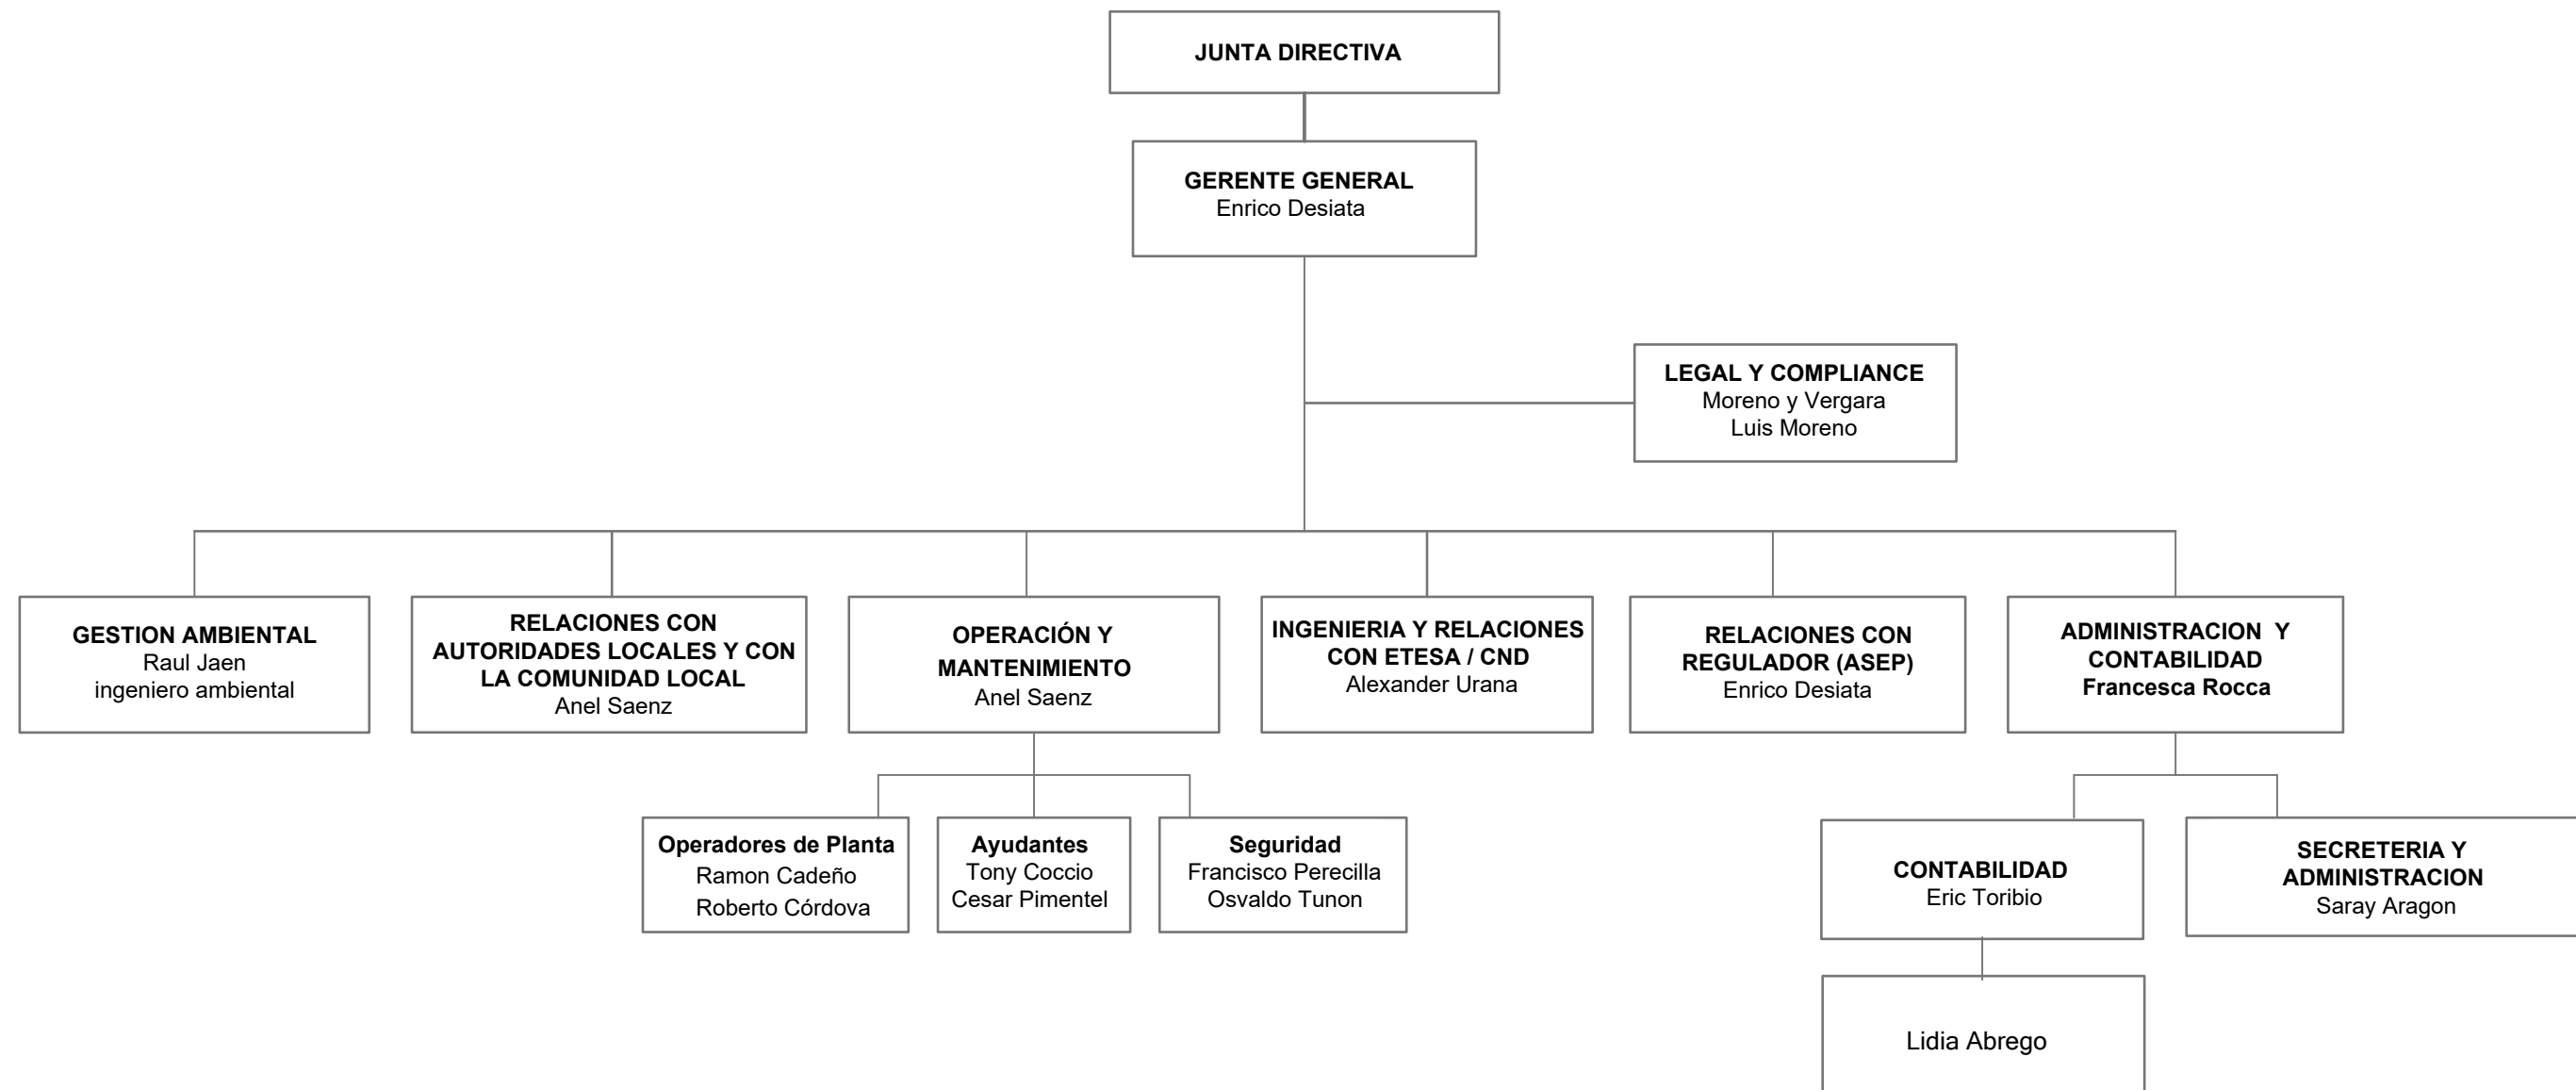 JUNTA DIRECTIVA
GERENTE GENERAL
Enrico Desiata
LEGAL Y COMPLIANCE
Moreno y Vergara
Luis Moreno
GESTION AMBIENTAL
Raul Jaen
ingeniero ambiental
RELACIONES CON
AUTORIDADES LOCALES Y CON
LA COMUNIDAD LOCAL
Anel Saenz
OPERACIÓN Y
MANTENIMIENTO
Anel Saenz
INGENIERIA Y RELACIONES
CON ETESA / CND
Alexander Urana
RELACIONES CON
REGULADOR (ASEP)
Enrico Desiata
ADMINISTRACION Y
CONTABILIDAD
Francesca Rocca
Operadores de Planta
Ramon Cadeño
Roberto Córdova
Ayudantes
Tony Coccio
Cesar Pimentel
Seguridad
Francisco Perecilla
Osvaldo Tunon
CONTABILIDAD
Eric Toribio
SECRETERIA Y
ADMINISTRACION
Saray Aragon
Lidia Abrego